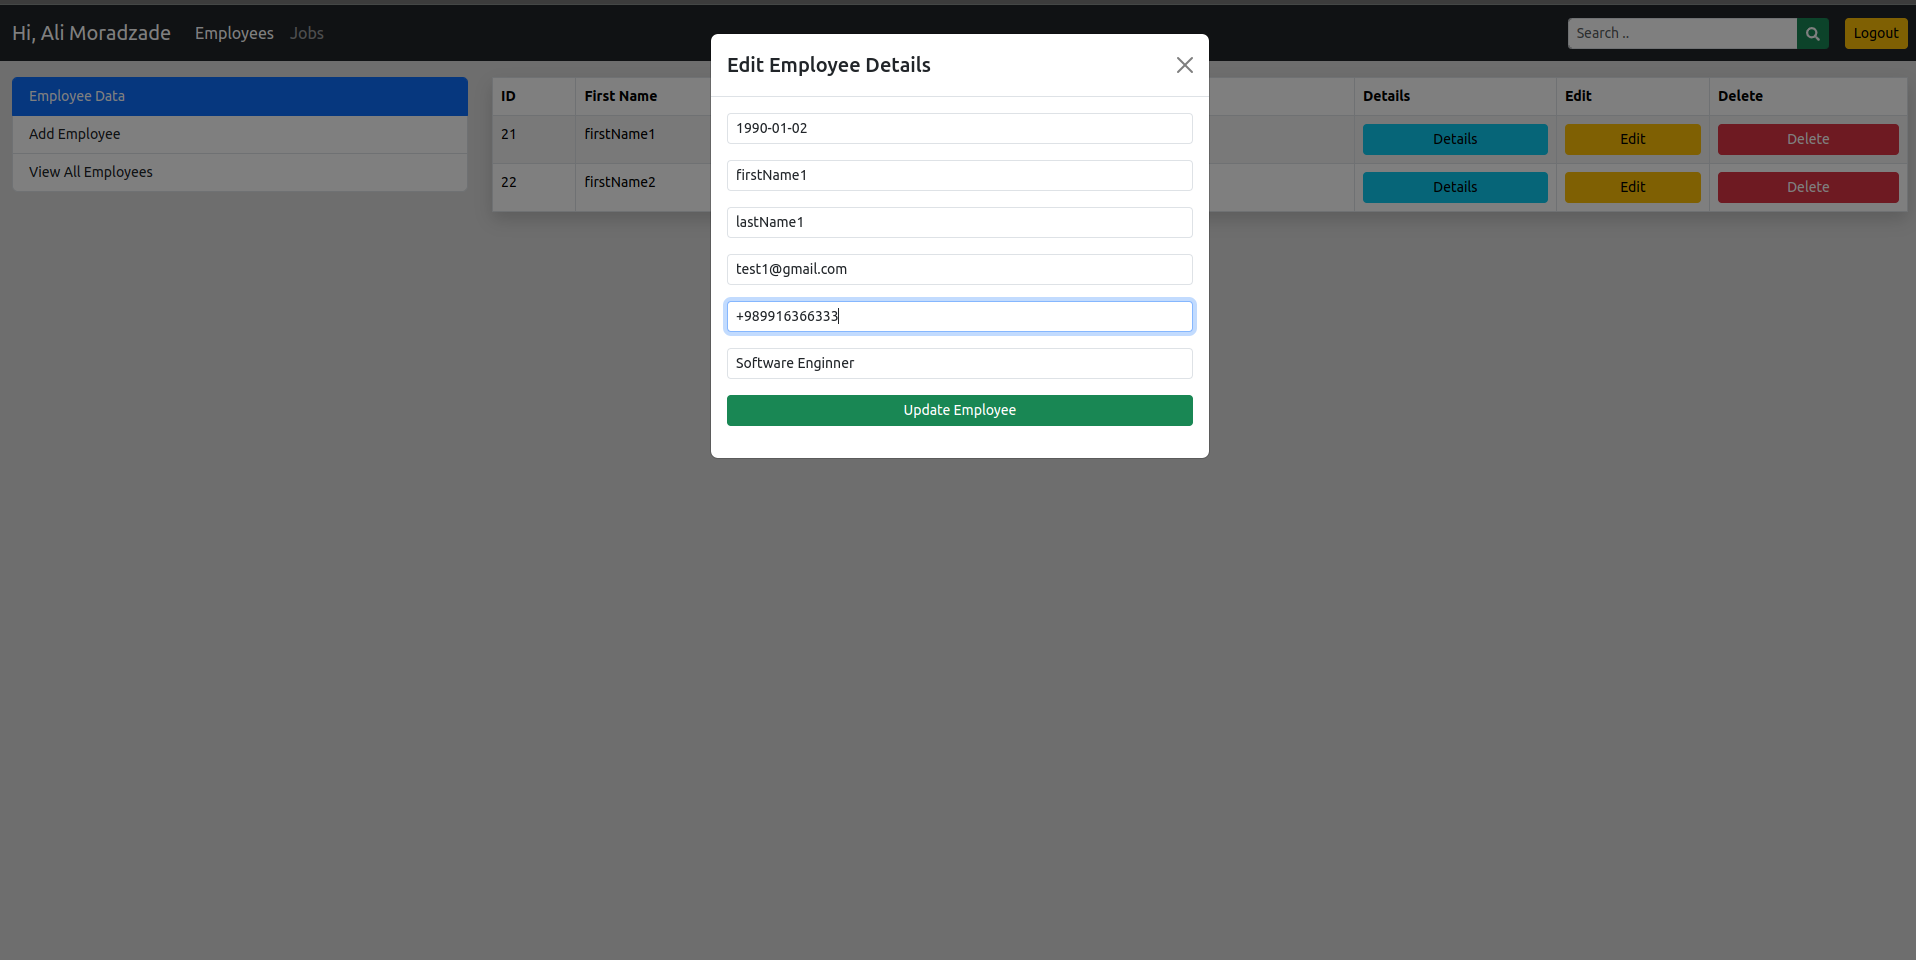 Hi, Ali Moradzade Employees Jobs Search .. Logout
Edit Employee Details
Employee Data
Add Employee
View All Employees
ID First Name Details Edit Delete
21 firstName1 Details Edit Delete
22 firstName2 Details Edit Delete
1990-01-02
firstName1
lastName1
test1@gmail.com
+989916366333
Software Enginner
Update Employee